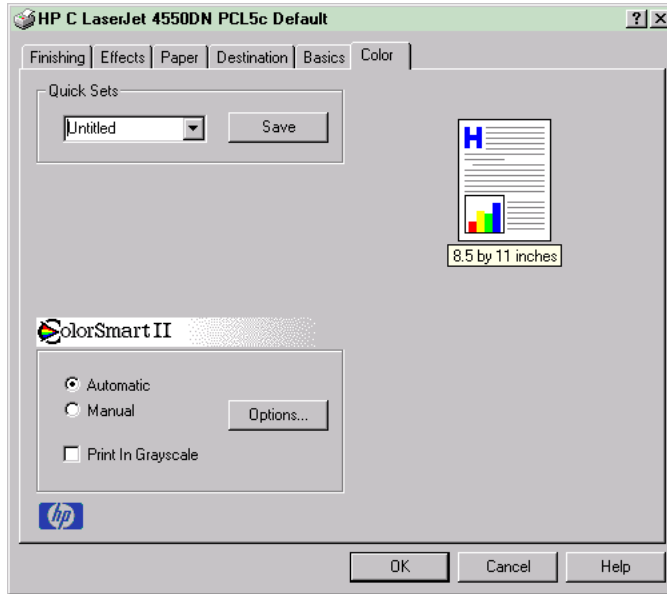 HP C LaserJet 4550DN PCL5c Default
Finishing Effects Paper Destination Basics Color
Quick Sets
Untitled Save
H
8.5 by 11 inches
ColorSmart II
Automatic
Manual
Options...
Print In Grayscale
hp
OK Cancel Help